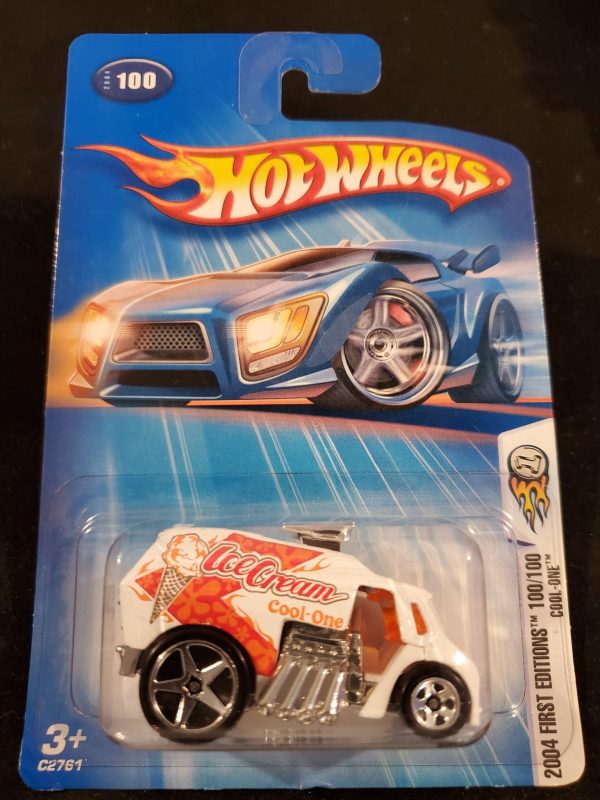 2004
100
HOT WHEELS®
Ice Cream
Cool-One
2004 FIRST EDITIONS™ 100/100
COOL-ONE™
3+
C2761